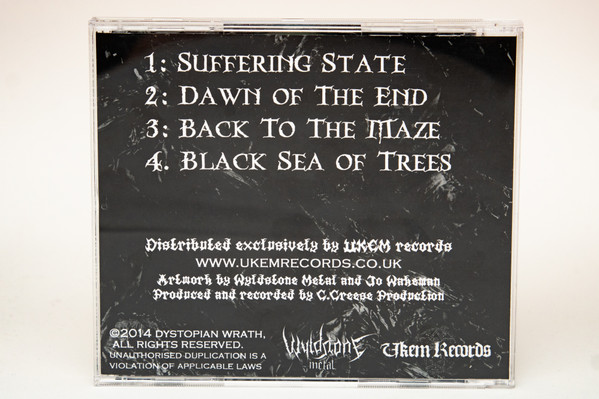 1: Suffering State
2: Dawn of The End
3: Back To The Maze
4. Black Sea of Trees
Distributed exclusively by UKEM records
www.ukemrecords.co.uk
Artwork by Wyldstone Metal and Jo Wakeman
Produced and recorded by C.Creese Production
©2014 Dystopian Wrath,
All Rights Reserved.
Unauthorised duplication is a
violation of applicable laws
Wyldstone
metal
Ukem Records